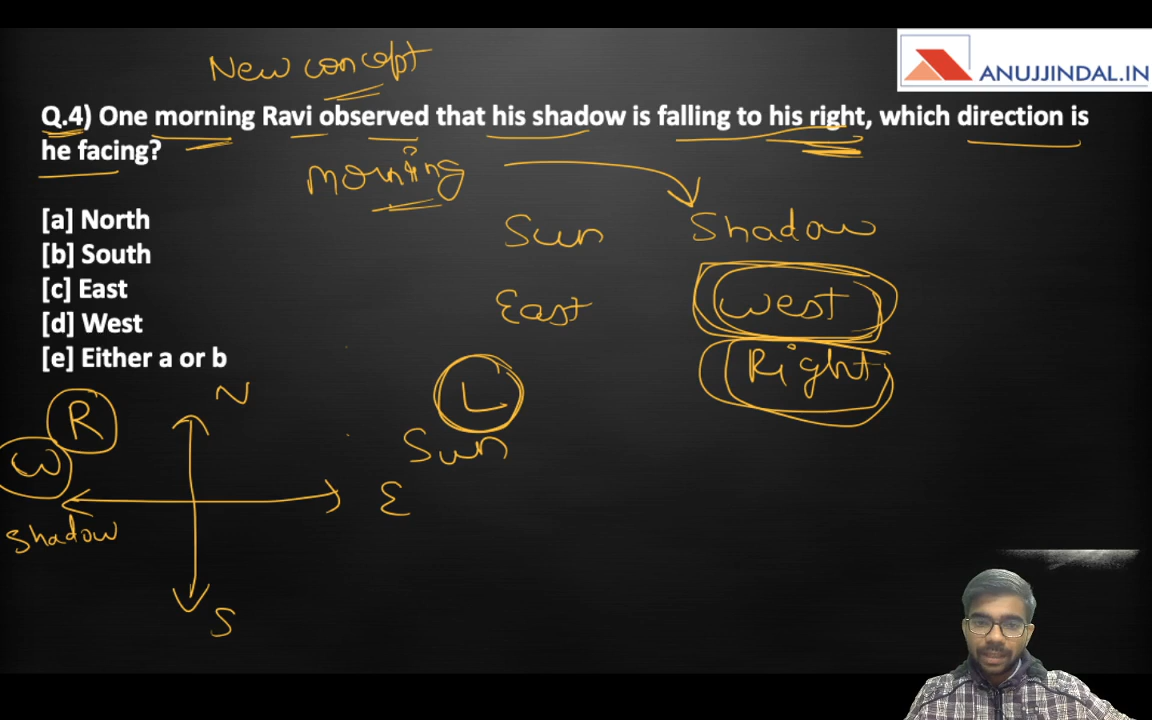 New concept
ANUJJINDAL.IN
Q.4) One morning Ravi observed that his shadow is falling to his right, which direction is
he facing?
morning
[a] North
[b] South
[c] East
[d] West
[e] Either a or b
Sun Shadow
East West
Right
L
Sun
N
R
W
E
Shadow
S